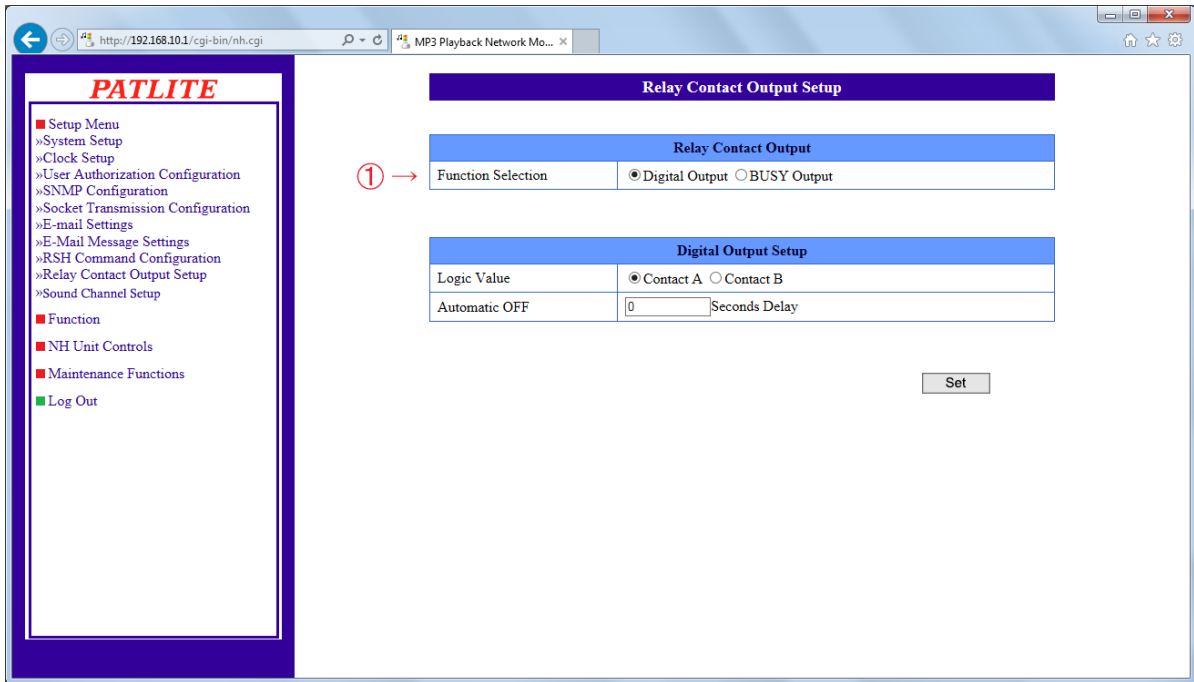 http://192.168.10.1/cgi-bin/nh.cgi
MP3 Playback Network Mo...
PATLITE
Setup Menu
»System Setup
»Clock Setup
»User Authorization Configuration
»SNMP Configuration
»Socket Transmission Configuration
»E-mail Settings
»E-Mail Message Settings
»RSH Command Configuration
»Relay Contact Output Setup
»Sound Channel Setup
Function
NH Unit Controls
Maintenance Functions
Log Out
Relay Contact Output Setup
Relay Contact Output
① → Function Selection Digital Output BUSY Output
Digital Output Setup
Logic Value Contact A Contact B
Automatic OFF 0 Seconds Delay
Set